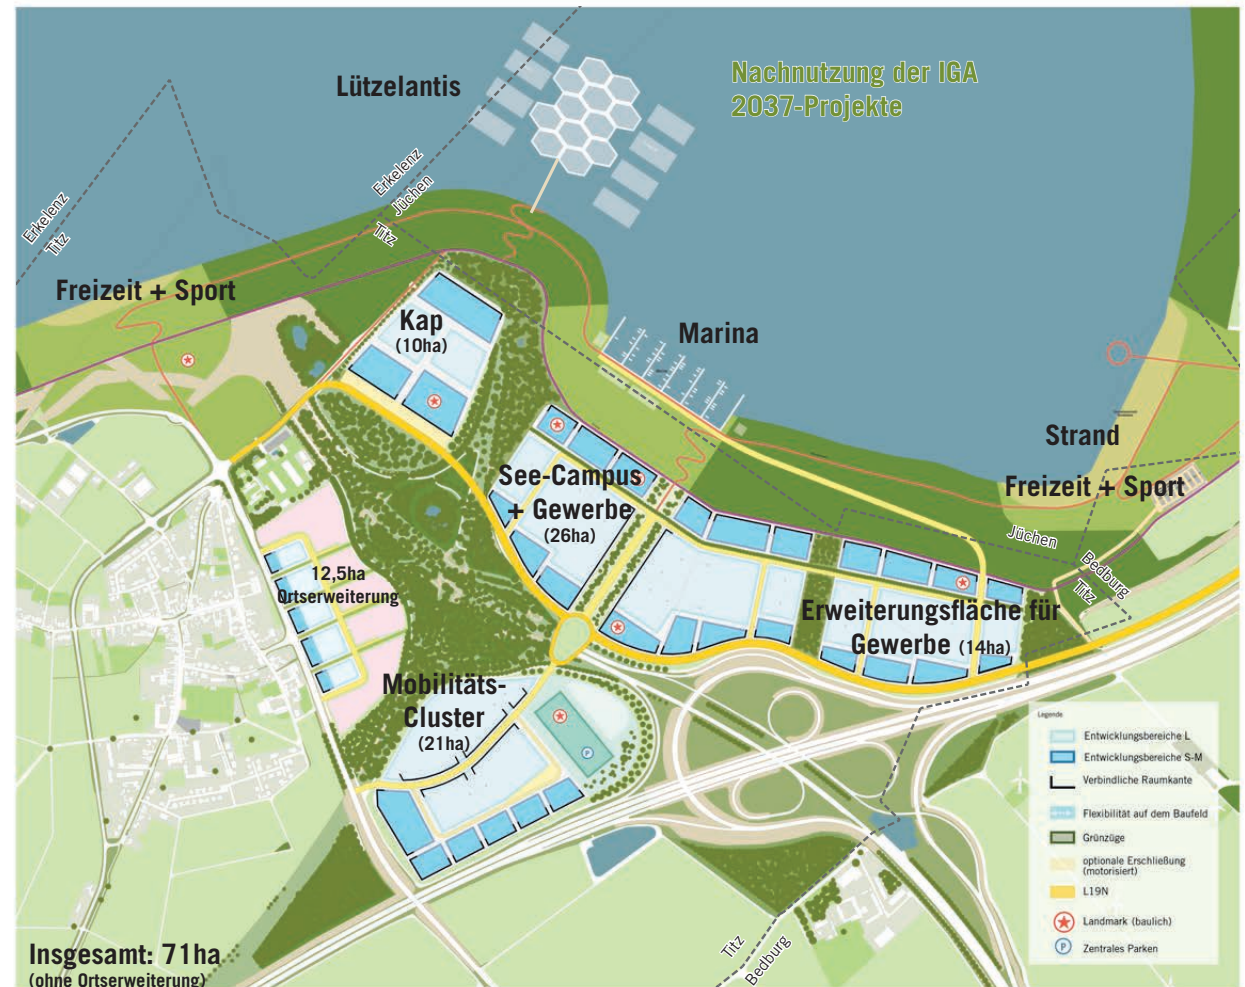 Lützelantis
Nachnutzung der IGA
2037-Projekte
Erkelenz
Titz
Erkelenz
Jüchen
Titz
Freizeit + Sport
Kap
(10ha)
Marina
Strand
Freizeit + Sport
See-Campus
+ Gewerbe
(26ha)
Jüchen
Bedburg
Titz
12,5ha
Ortserweiterung
Erweiterungsfläche für
Gewerbe (14ha)
Mobilitäts-
Cluster
(21ha)
P
Legende
Entwicklungsbereiche L
Entwicklungsbereiche S-M
Verbindliche Raumkante
Flexibilität auf dem Baufeld
Grünzüge
optionale Erschließung
(motorisiert)
L19N
Landmark (baulich)
P Zentrales Parken
Titz
Bedburg
Insgesamt: 71ha
(ohne Ortserweiterung)